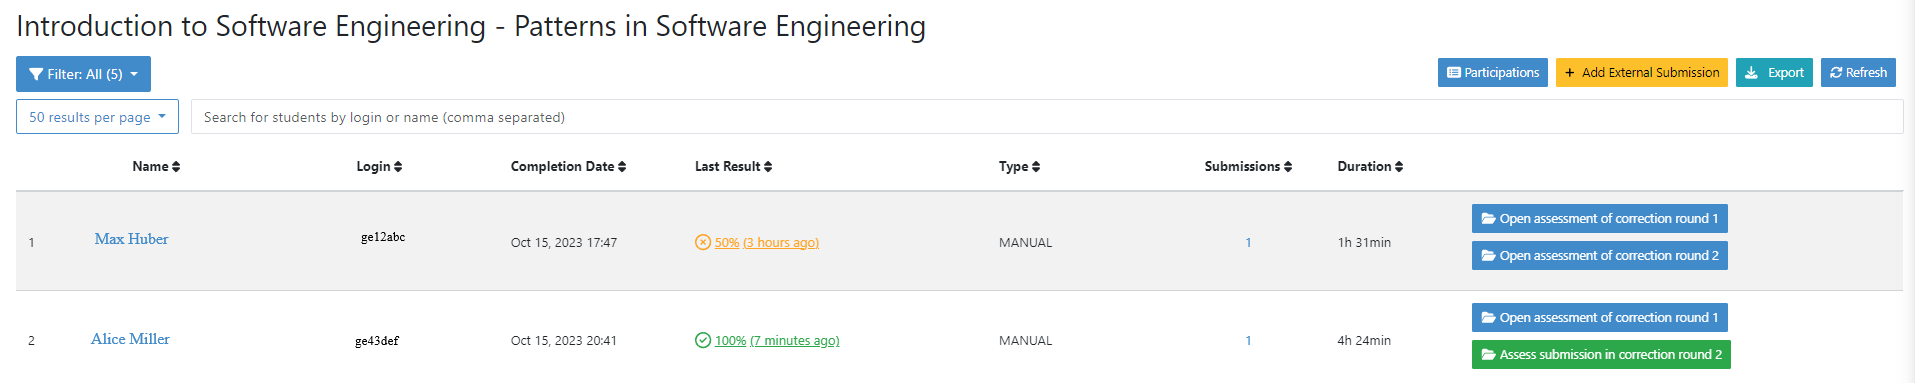 Introduction to Software Engineering - Patterns in Software Engineering
Filter: All (5)
Participations
+ Add External Submission
Export
Refresh
50 results per page
Search for students by login or name (comma separated)
Name Login Completion Date Last Result Type Submissions Duration
1 Max Huber ge12abc Oct 15, 2023 17:47 50% (3 hours ago) MANUAL 1 1h 31min
Open assessment of correction round 1
Open assessment of correction round 2
2 Alice Miller ge43def Oct 15, 2023 20:41 100% (7 minutes ago) MANUAL 1 4h 24min
Open assessment of correction round 1
Assess submission in correction round 2